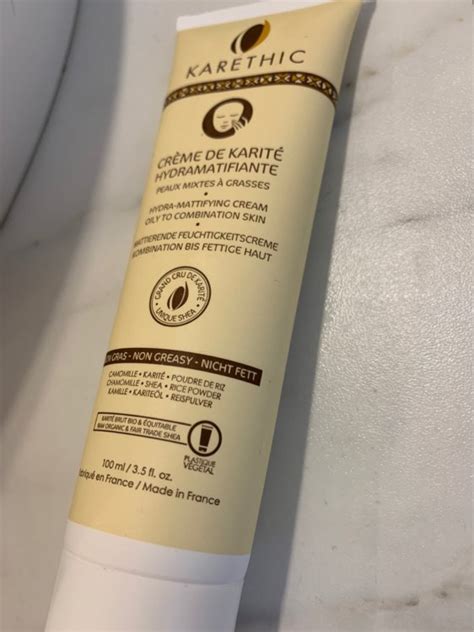 KARETHIC
CRÈME DE KARITÉ
HYDRAMATIFIANTE
PEAUX MIXTES À GRASSES
HYDRA-MATTIFYING CREAM
OILY TO COMBINATION SKIN
MATTIERENDE FEUCHTIGKEITSCREME
KOMBINATION BIS FETTIGE HAUT
GRAND CRU DE KARITÉ
UNIQUE SHEA
GRAS - NON GREASY - NICHT FETT
CAMOMILLE • KARITÉ • POUDRE DE RIZ
CHAMOMILLE • SHEA • RICE POWDER
KAMILLE • KARITEÖL • REISPULVER
KARITÉ BRUT BIO & ÉQUITABLE
RAW ORGANIC & FAIR TRADE SHEA
PLASTIQUE
VÉGÉTAL
100 ml / 3.5 fl. oz.
en France / Made in France